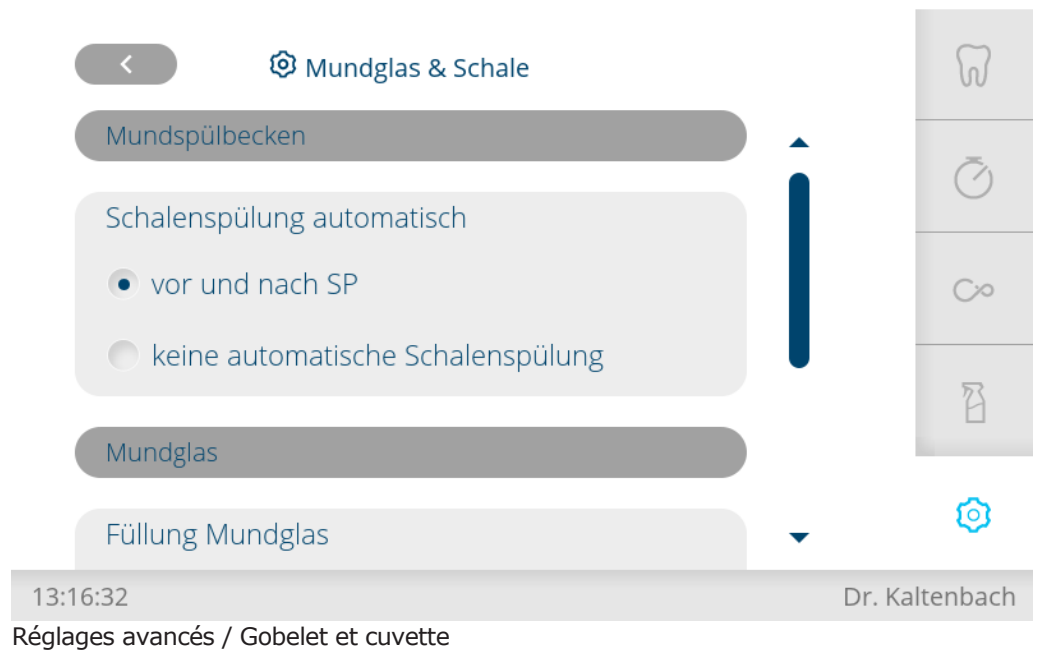 Mundglas & Schale
Mundspülbecken
Schalenspülung automatisch
vor und nach SP
keine automatische Schalenspülung
Mundglas
Füllung Mundglas
13:16:32
Dr. Kaltenbach
Réglages avancés / Gobelet et cuvette